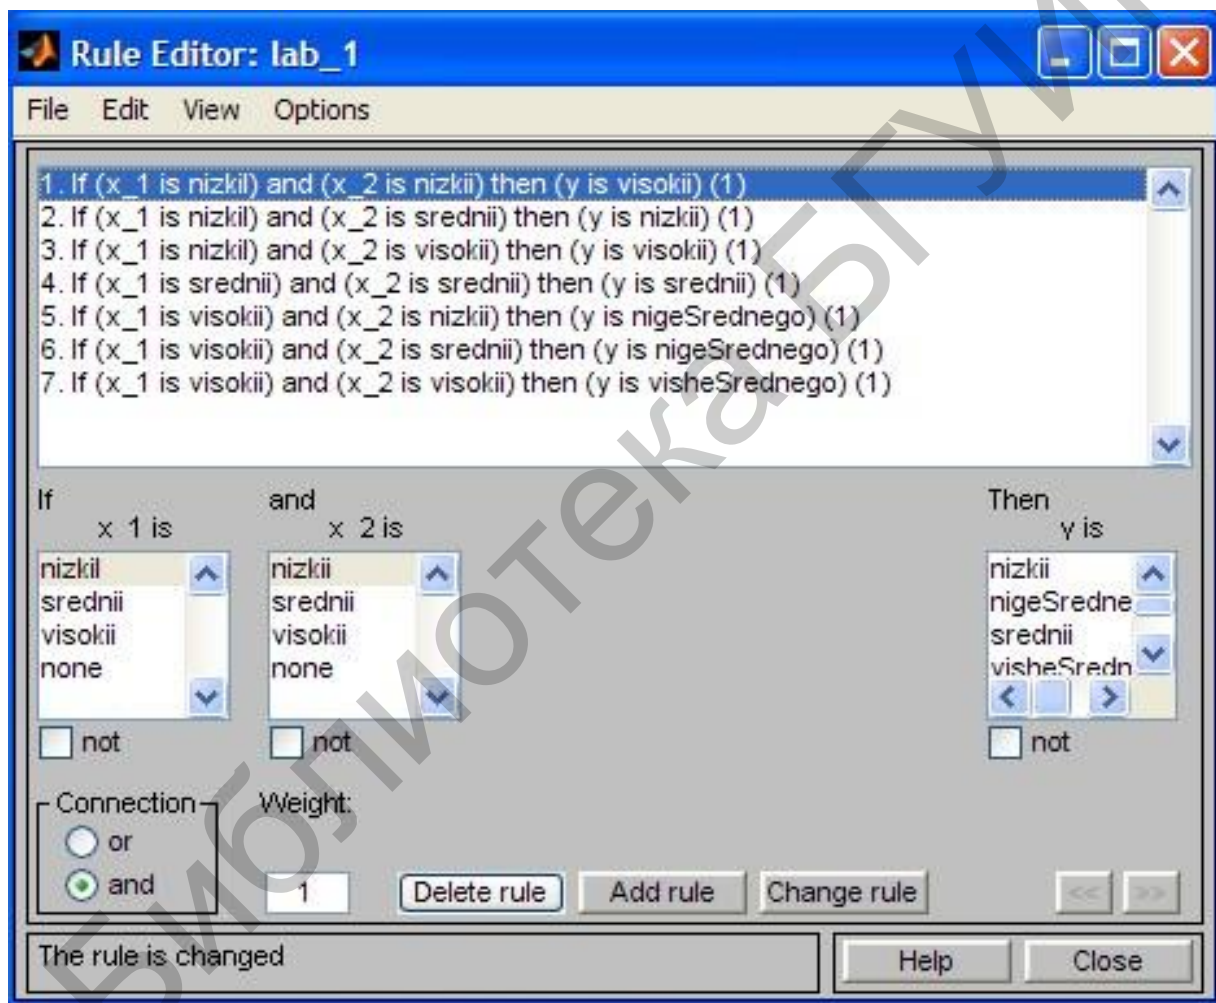 Rule Editor: lab_1
File Edit View Options
1. If (x_1 is nizkil) and (x_2 is nizkii) then (y is visokii) (1)
2. If (x_1 is nizkil) and (x_2 is srednii) then (y is nizkii) (1)
3. If (x_1 is nizkil) and (x_2 is visokii) then (y is visokii) (1)
4. If (x_1 is srednii) and (x_2 is srednii) then (y is srednii) (1)
5. If (x_1 is visokii) and (x_2 is nizkii) then (y is nigeSrednego) (1)
6. If (x_1 is visokii) and (x_2 is srednii) then (y is nigeSrednego) (1)
7. If (x_1 is visokii) and (x_2 is visokii) then (y is visheSrednego) (1)
If and Then
x 1 is x 2 is y is
nizkil nizkii nizkii
srednii srednii nigeSredne
visokii visokii srednii
none none visheSredn
not not not
Connection Weight:
or
and 1 Delete rule Add rule Change rule << >>
The rule is changed Help Close
Библиотека БГУИ